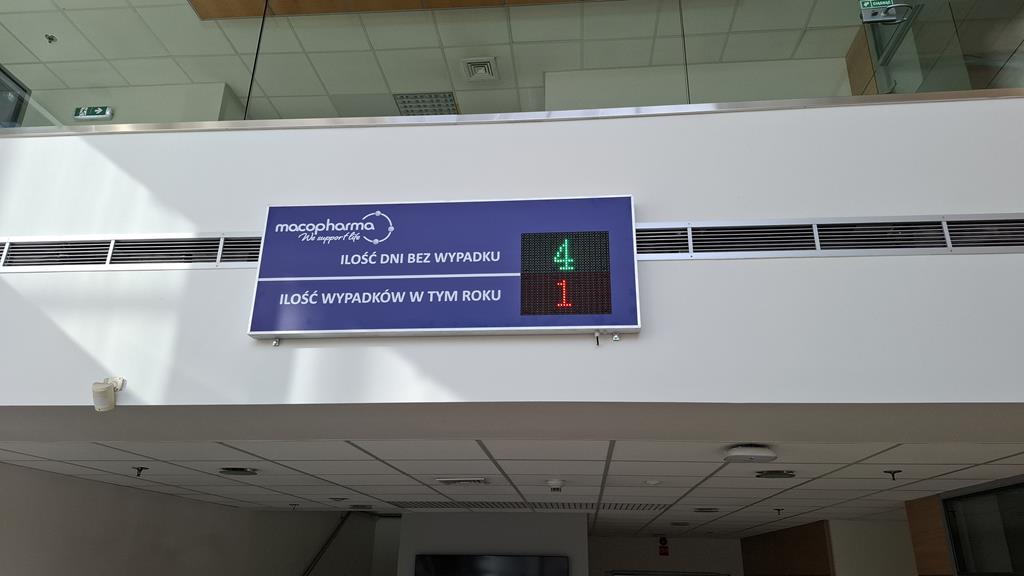 macopharma
We support life
ILOŚĆ DNI BEZ WYPADKU 4
ILOŚĆ WYPADKÓW W TYM ROKU 1